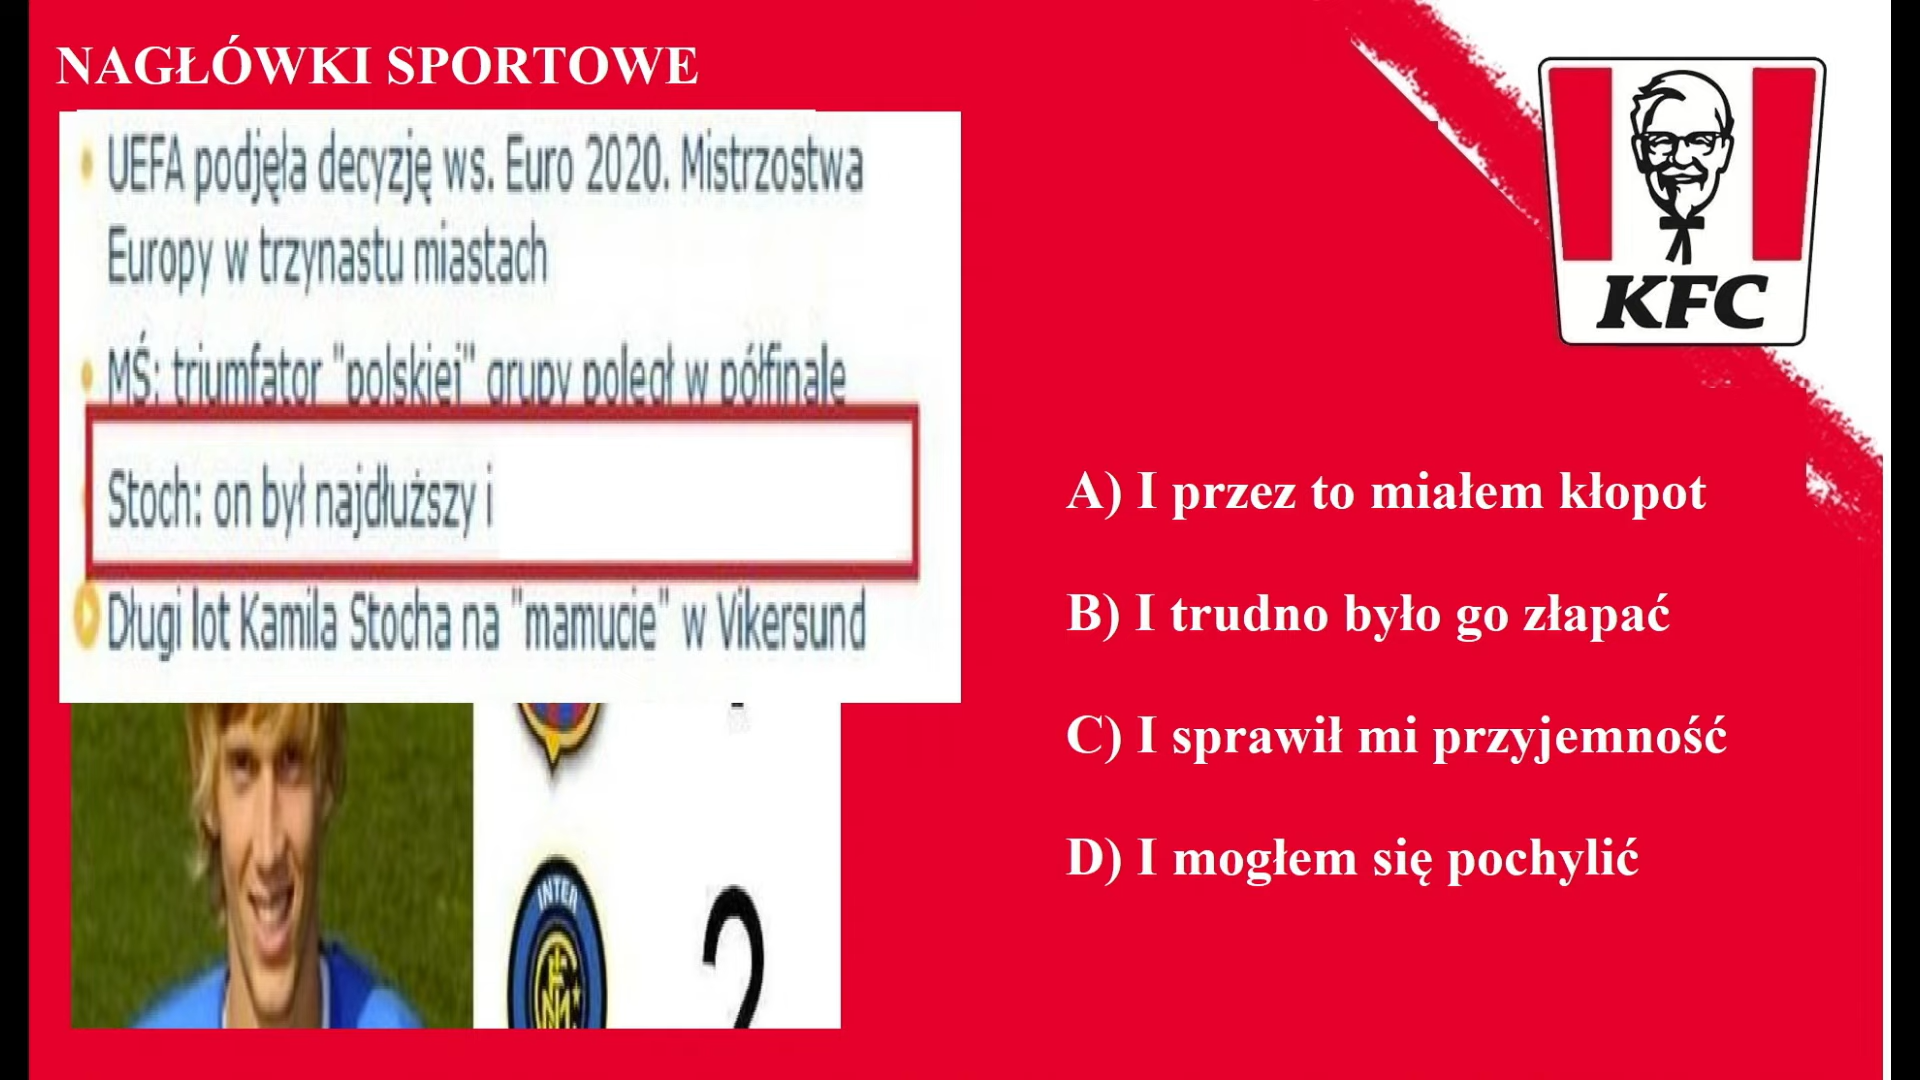 NAGŁÓWKI SPORTOWE
UEFA podjęła decyzję ws. Euro 2020. Mistrzostwa
Europy w trzynastu miastach
MŚ: triumfator "polskiej" grupy poległ w półfinale
Stoch: on był najdłuższy i
Długi lot Kamila Stocha na "mamucie" w Vikersund
KFC
A) I przez to miałem kłopot
B) I trudno było go złapać
C) I sprawił mi przyjemność
D) I mogłem się pochylić
INTER
?